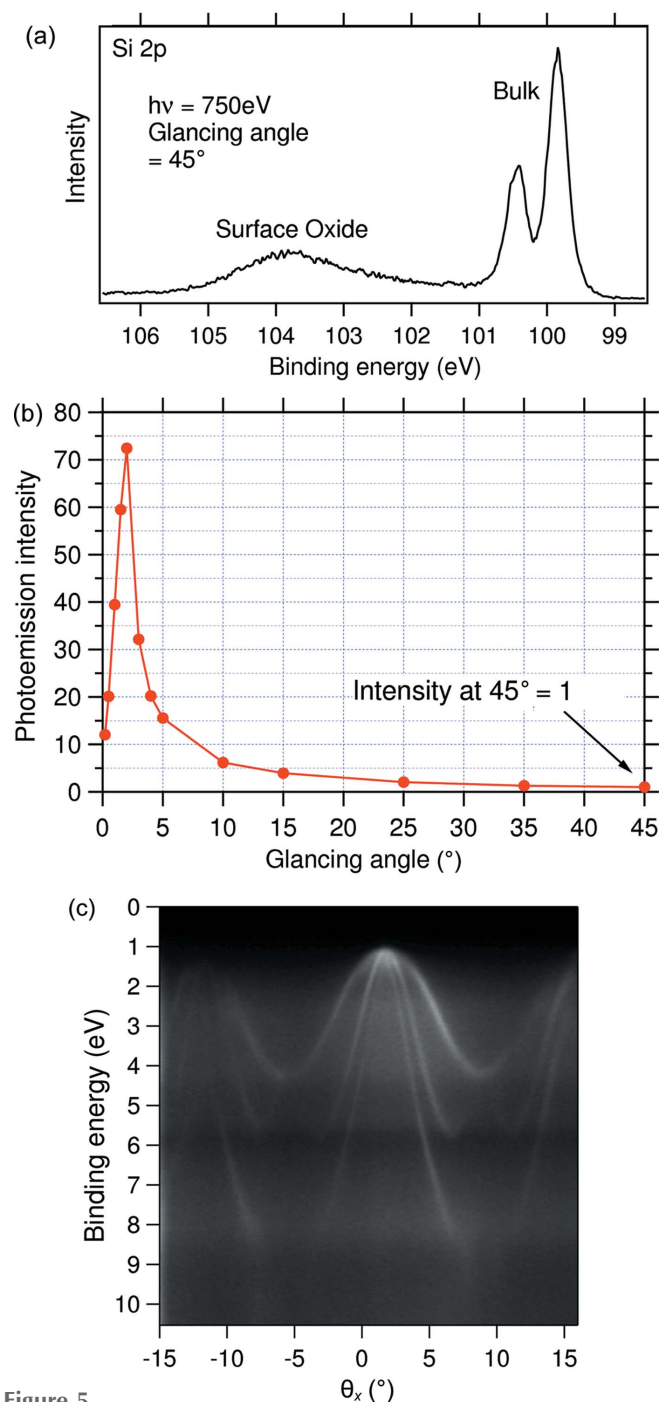 (a)
Si 2p
hν = 750eV
Glancing angle
= 45°
Bulk
Surface Oxide
Intensity
106 105 104 103 102 101 100 99
Binding energy (eV)
(b)
80
70
60
50
40
30
20
10
0
Photoemission intensity
Intensity at 45° = 1
0 5 10 15 20 25 30 35 40 45
Glancing angle (°)
(c)
0
1
2
3
4
5
6
7
8
9
10
Binding energy (eV)
-15 -10 -5 0 5 10 15
θx (°)
Figure 5